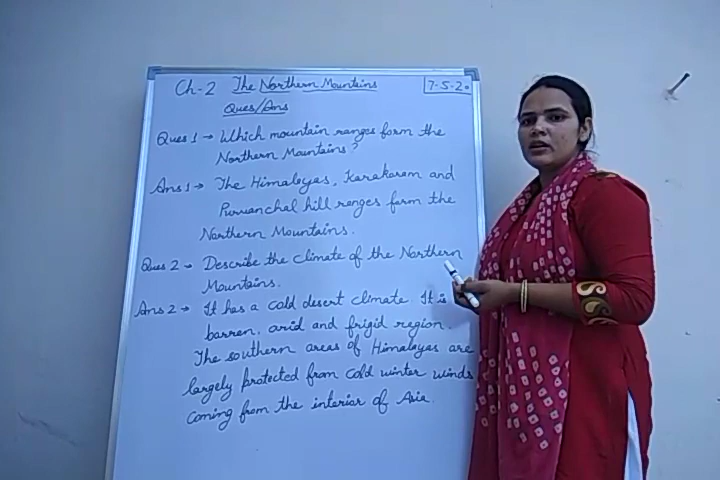 Ch-2 The Northern Mountains 7.5.20
Ques/Ans
Ques 1 → Which mountain ranges form the
Northern Mountains?
Ans 1 → The Himalayas, Karakoram and
Purvanchal hill ranges form the
Northern Mountains.
Ques 2 → Describe the climate of the Northern
Mountains.
Ans 2 → It has a cold desert climate. It is
barren, arid and frigid region.
The southern areas of Himalayas are
largely protected from cold winter winds
coming from the interior of Asia.